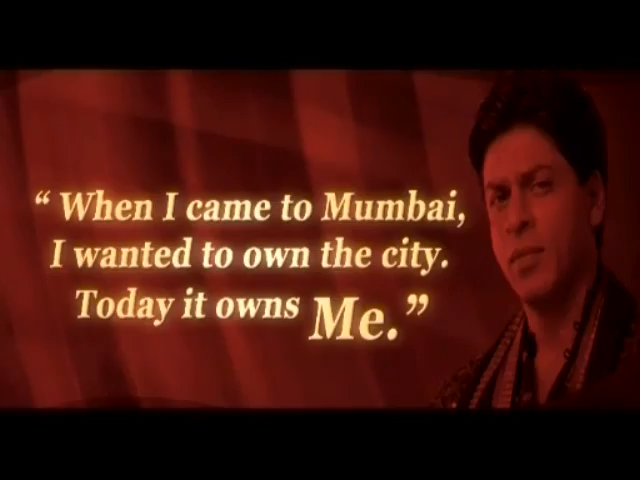 “ When I came to Mumbai,
I wanted to own the city.
Today it owns Me.”